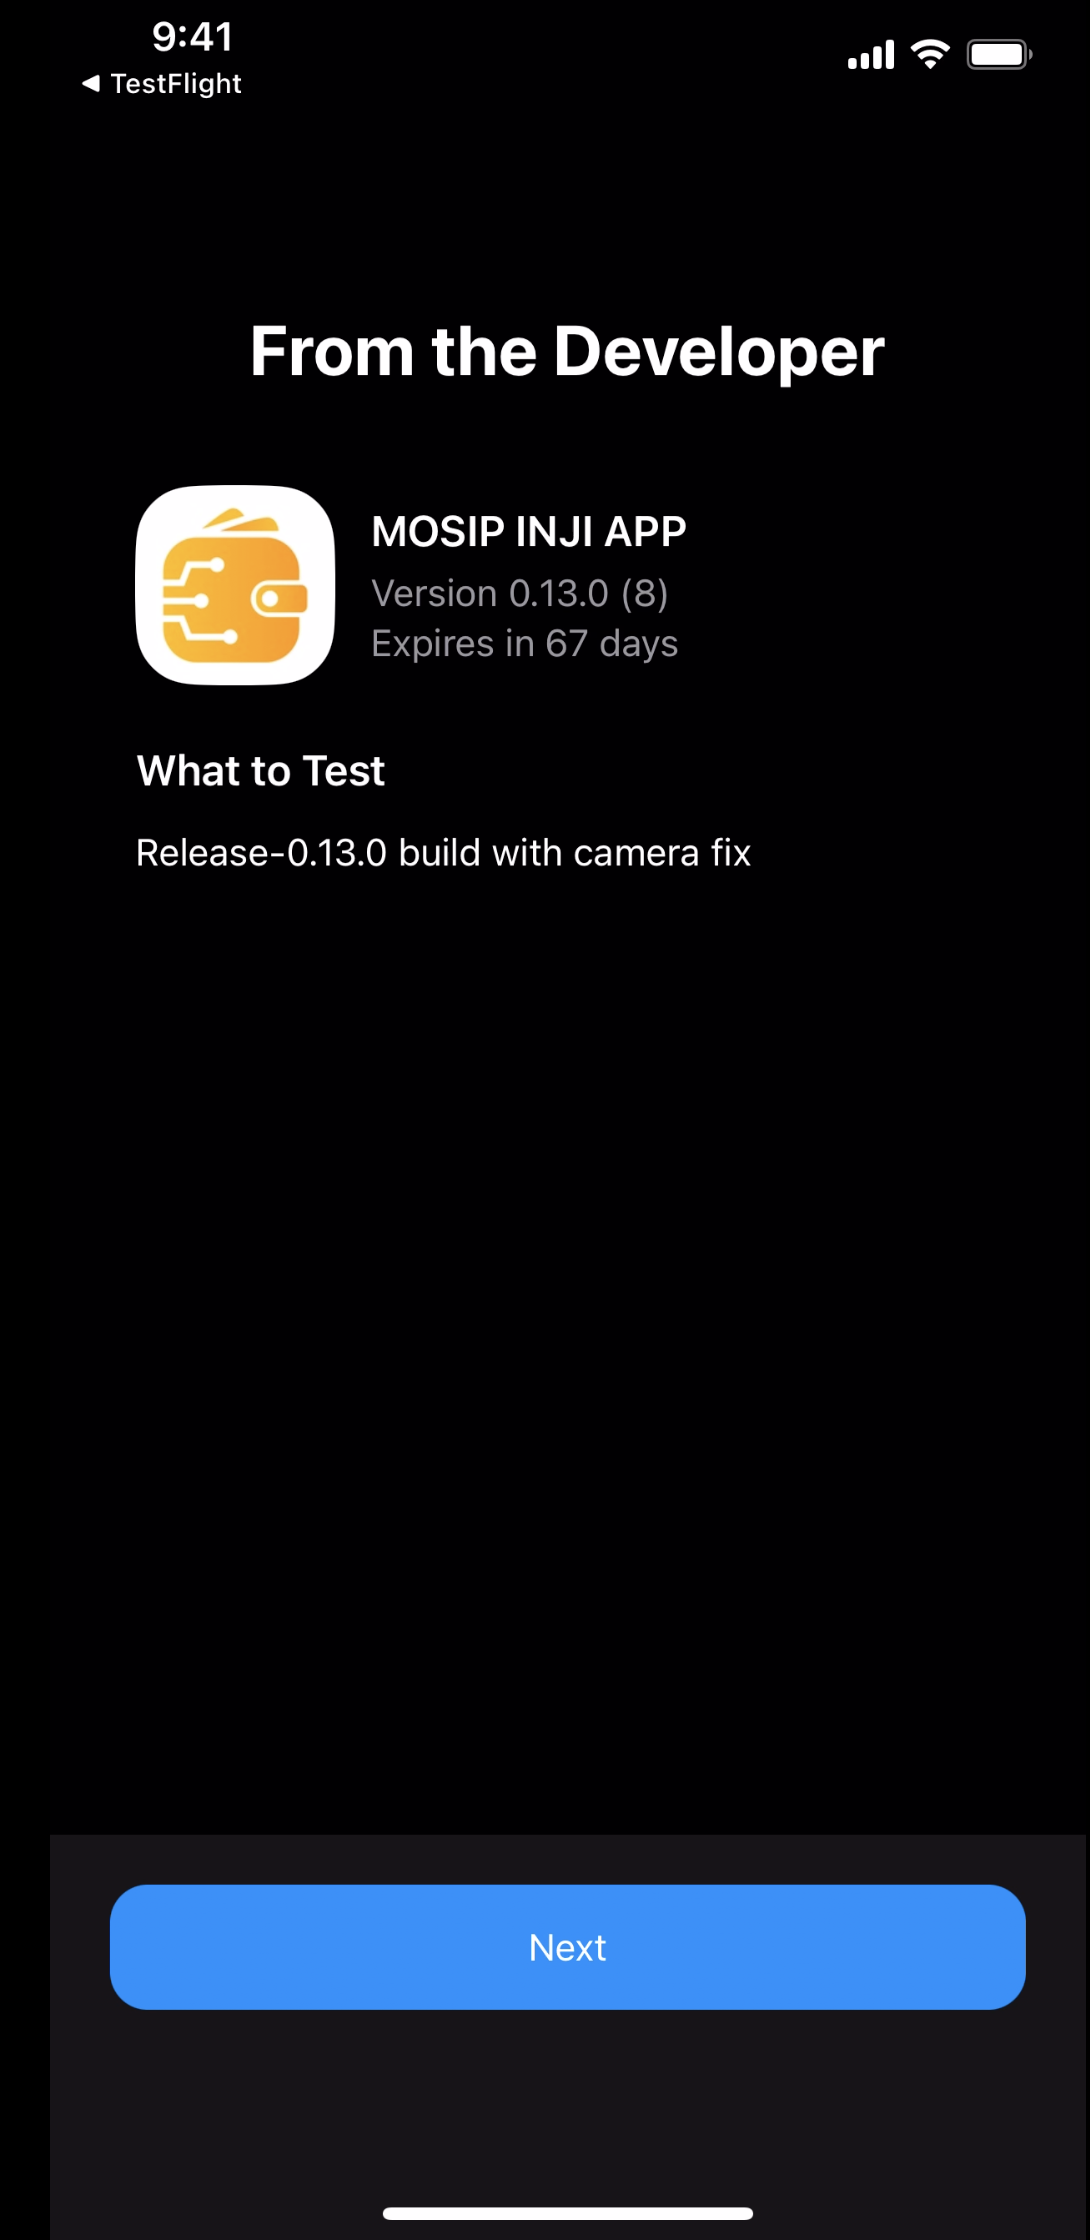 9:41
TestFlight
From the Developer
MOSIP INJI APP
Version 0.13.0 (8)
Expires in 67 days
What to Test
Release-0.13.0 build with camera fix
Next